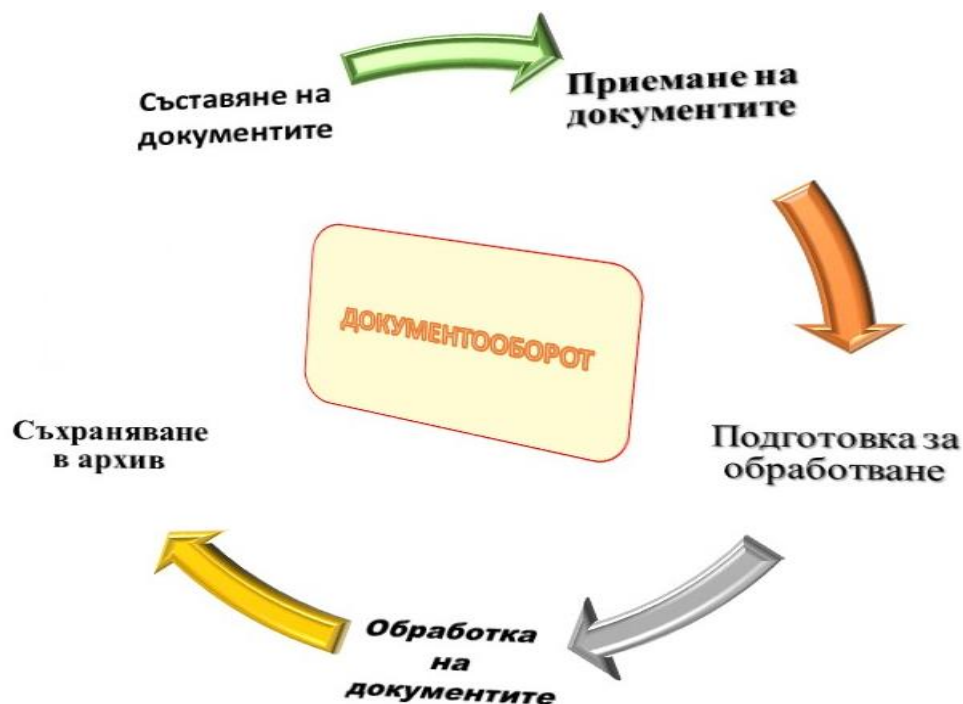 Съставяне на
документите
Приемане на
документите
ДОКУМЕНТООБОРОТ
Подготовка за
обработване
Обработка
на
документите
Съхраняване
в архив